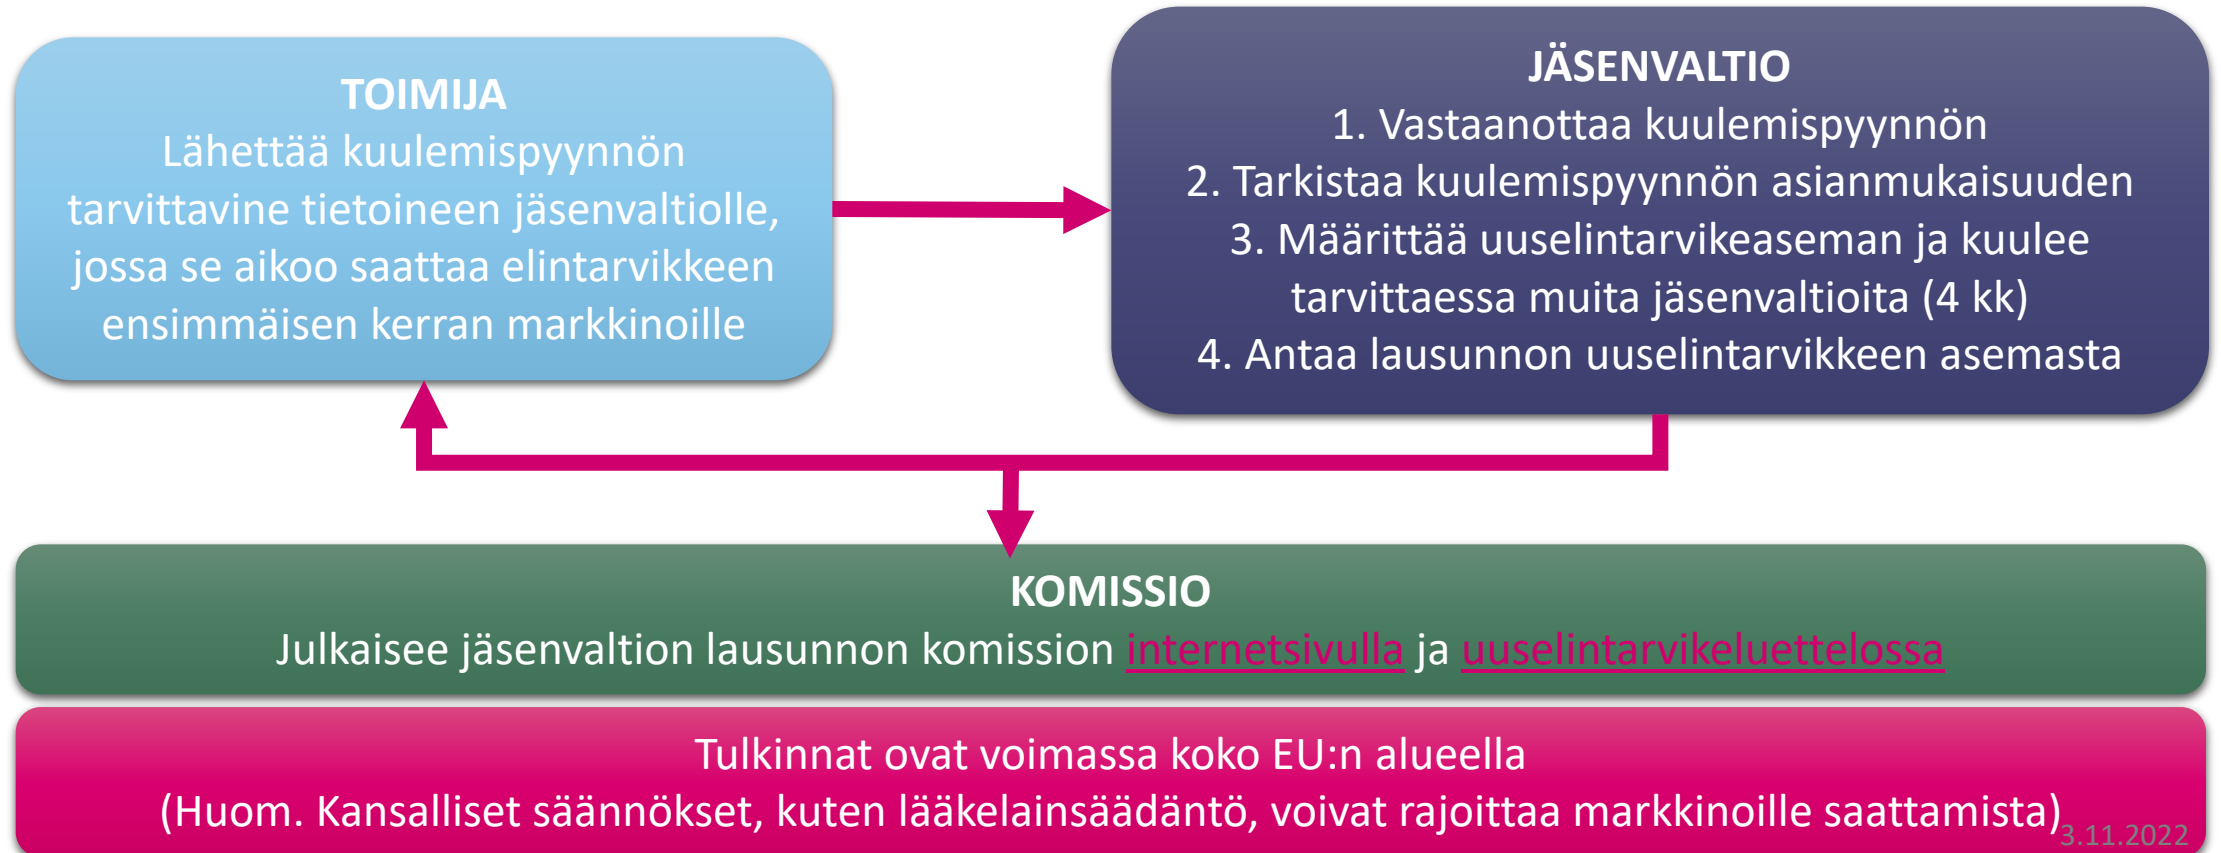 TOIMIJA
Lähettää kuulemispyynnön
tarvittavine tietoineen jäsenvaltiolle,
jossa se aikoo saattaa elintarvikkeen
ensimmäisen kerran markkinoille
JÄSENVALTIO
1. Vastaanottaa kuulemispyynnön
2. Tarkistaa kuulemispyynnön asianmukaisuuden
3. Määrittää uuselintarvikeaseman ja kuulee
tarvittaessa muita jäsenvaltioita (4 kk)
4. Antaa lausunnon uuselintarvikkeen asemasta
KOMISSIO
Julkaisee jäsenvaltion lausunnon komission internetsivulla ja uuselintarvikeluettelossa
Tulkinnat ovat voimassa koko EU:n alueella
(Huom. Kansalliset säännökset, kuten lääkelainsäädäntö, voivat rajoittaa markkinoille saattamista)
3.11.2022